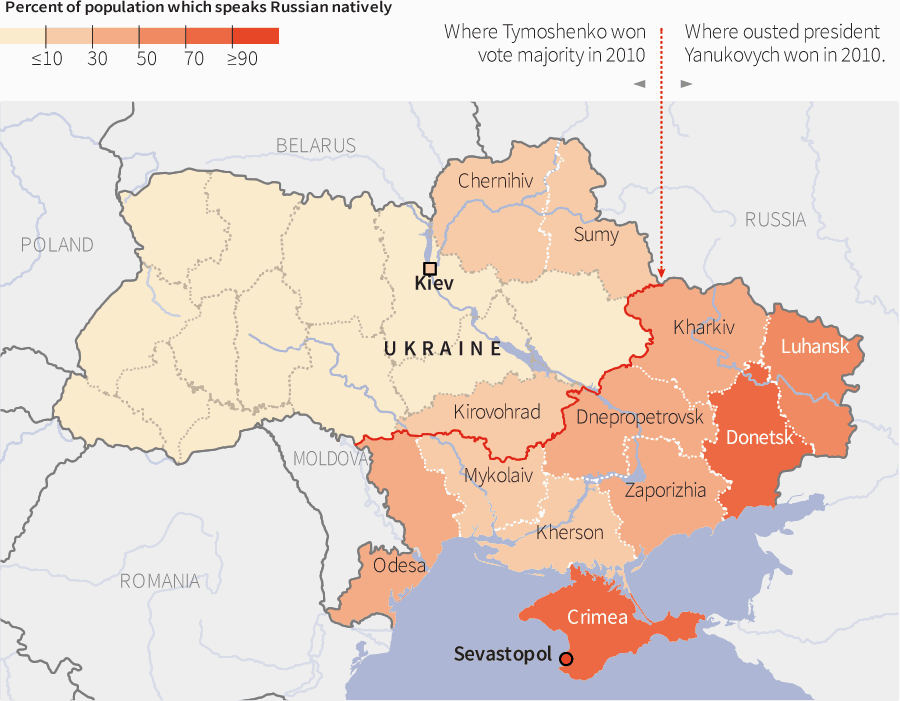 Percent of population which speaks Russian natively
≤10 30 50 70 ≥90
Where Tymoshenko won
vote majority in 2010
Where ousted president
Yanukovych won in 2010.
BELARUS
Chernihiv
RUSSIA
POLAND
Sumy
Kiev
Kharkiv
UKRAINE
Luhansk
Kirovohrad
Dnepropetrovsk
Donetsk
MOLDOVA
Mykolaiv
Zaporizhia
Kherson
Odesa
ROMANIA
Crimea
Sevastopol